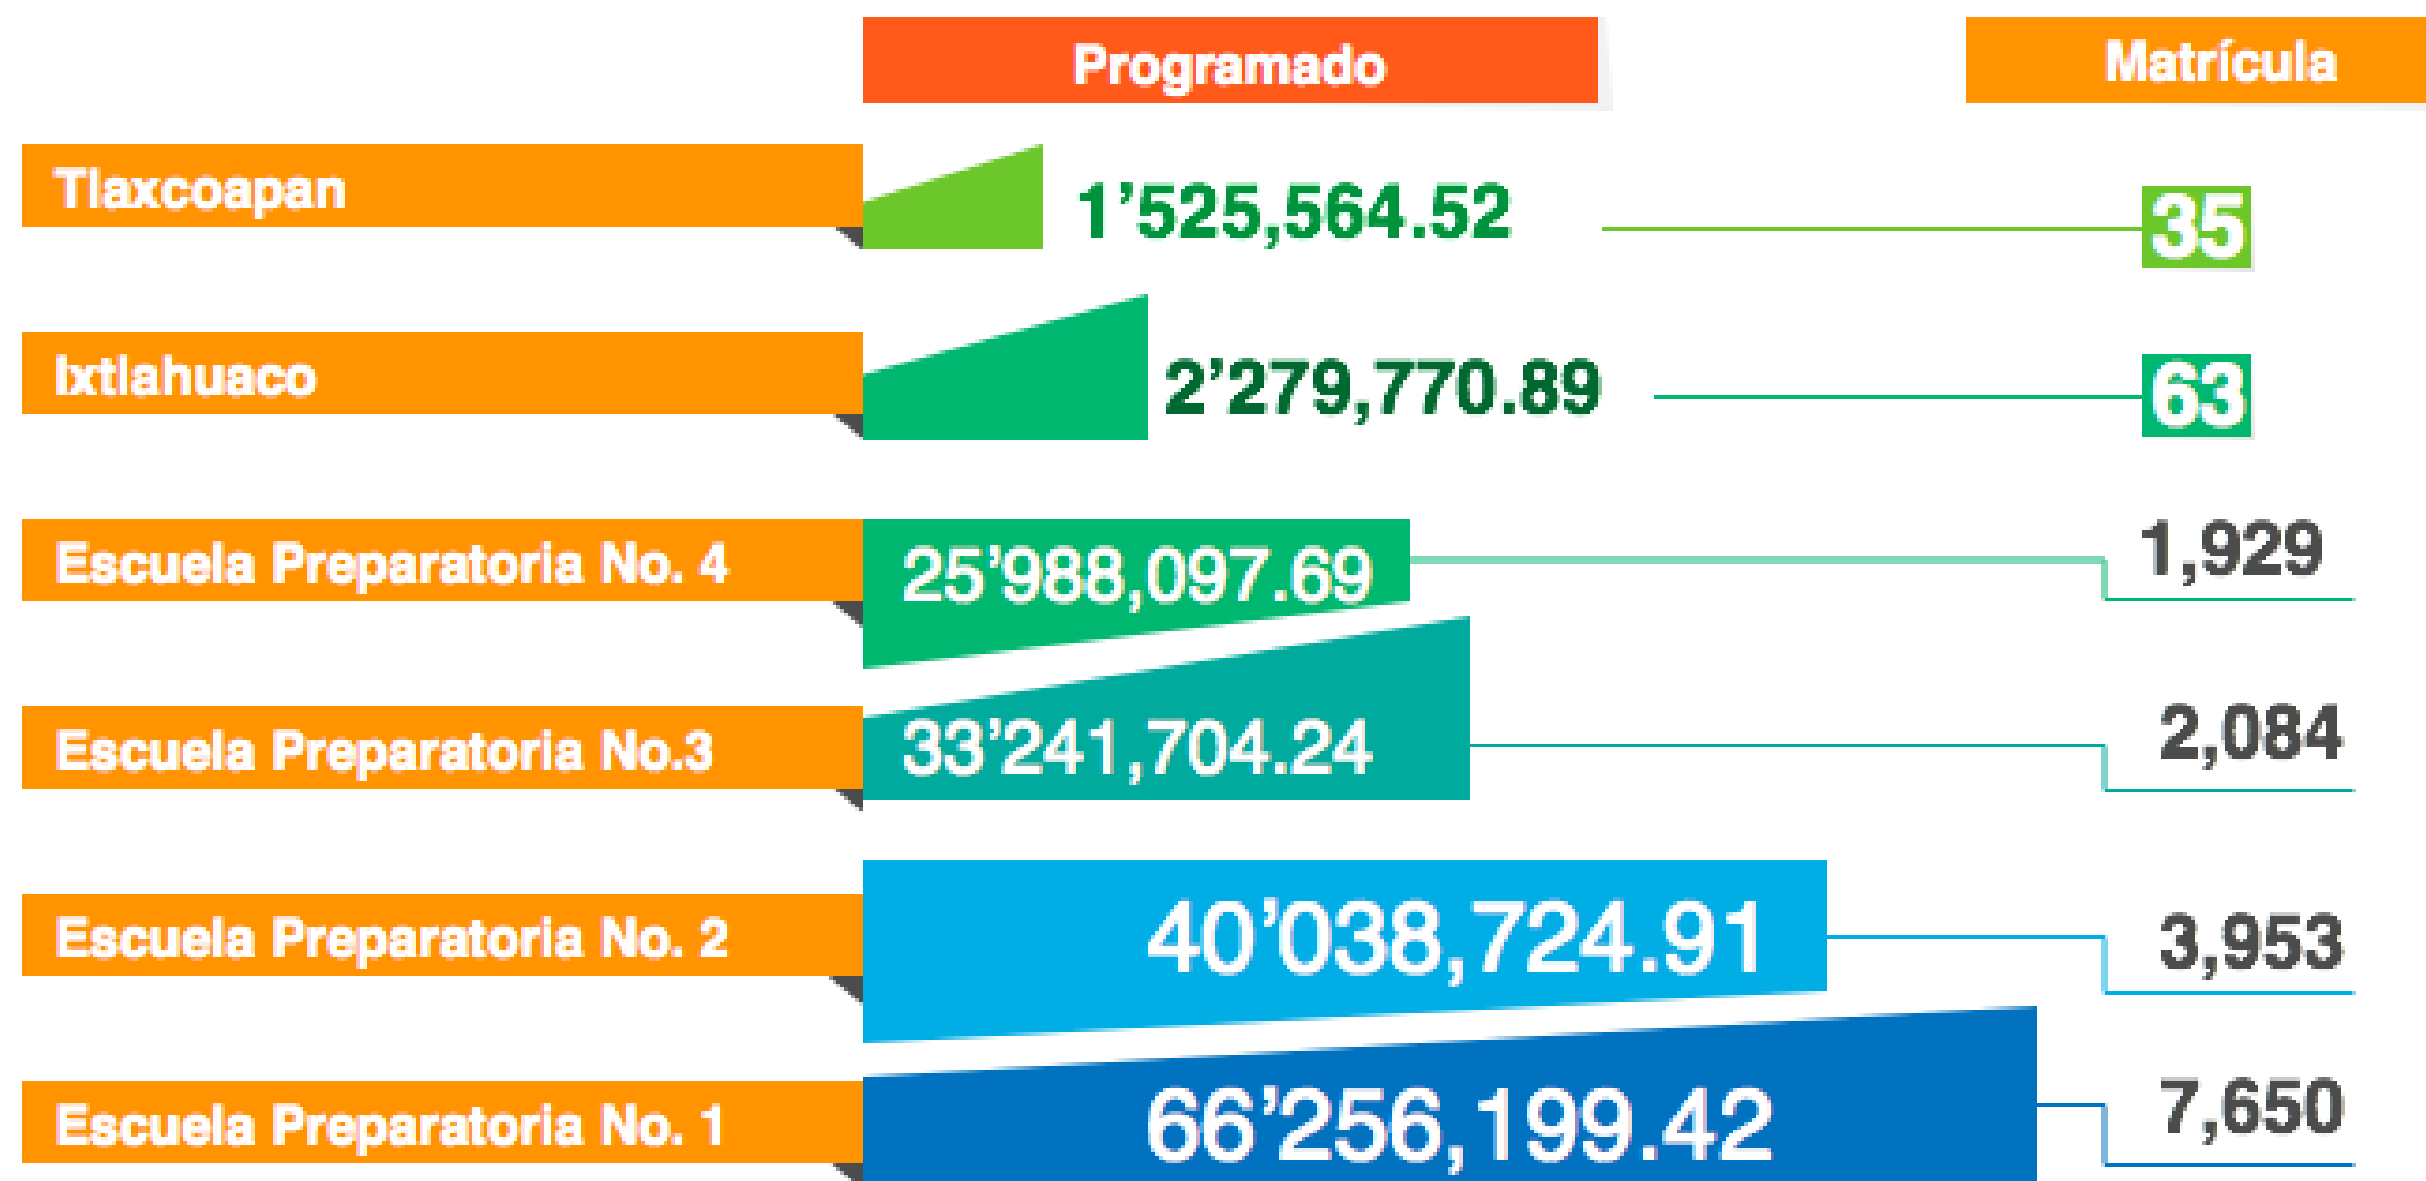 Programado Matrícula
Tlaxcoapan 1’525,564.52 35
Ixtlahuaco 2’279,770.89 63
Escuela Preparatoria No. 4 25’988,097.69 1,929
Escuela Preparatoria No.3 33’241,704.24 2,084
Escuela Preparatoria No. 2 40’038,724.91 3,953
Escuela Preparatoria No. 1 66’256,199.42 7,650